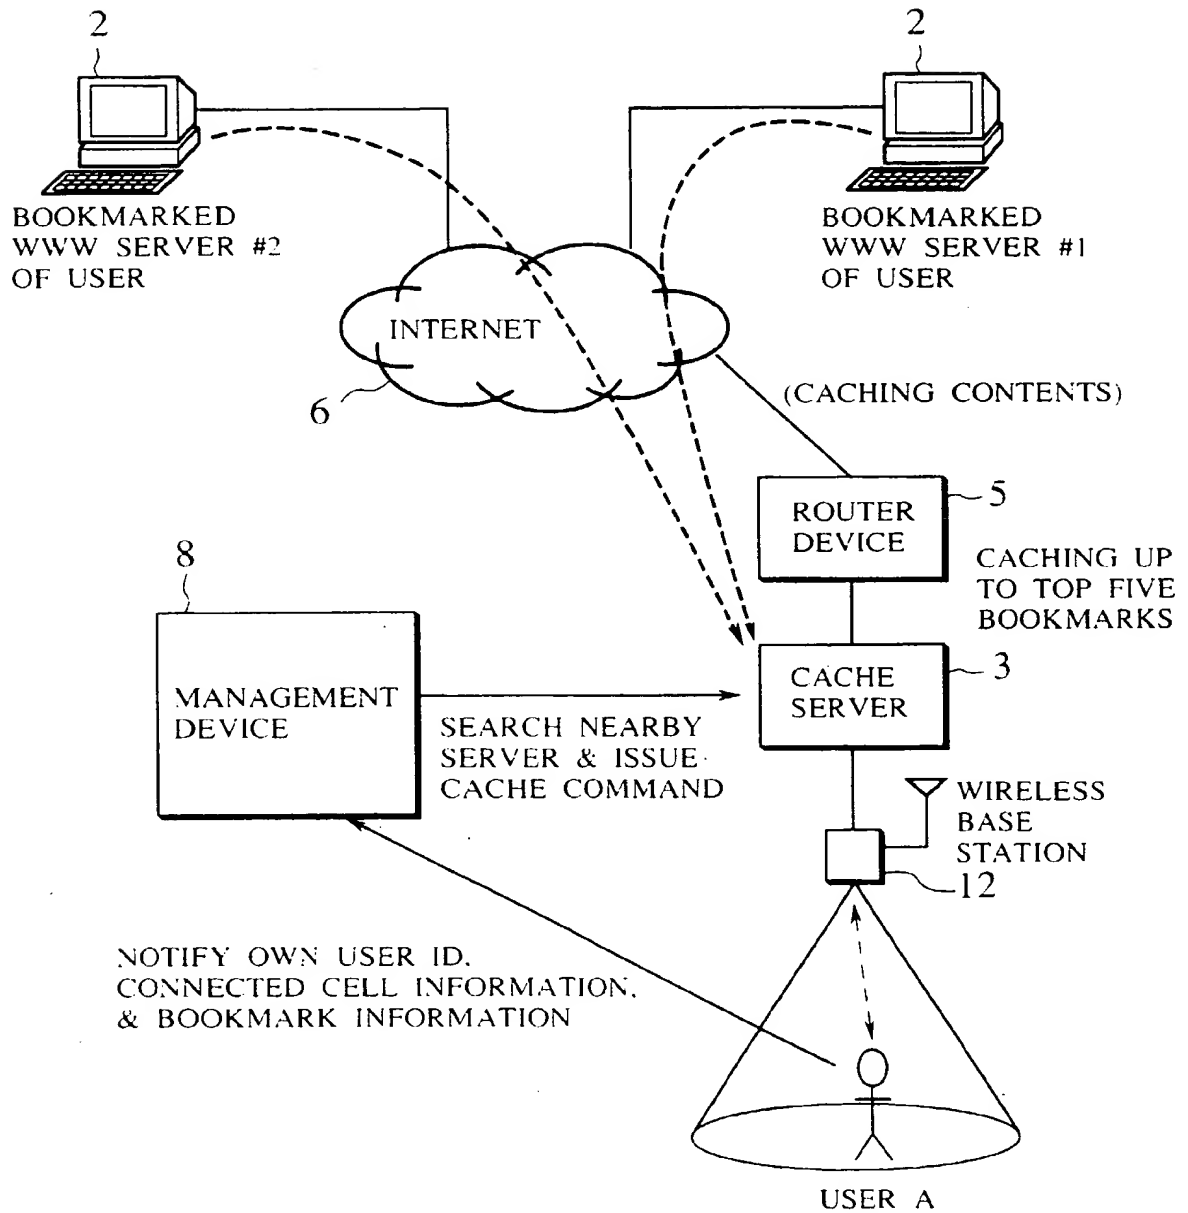 2
2
BOOKMARKED
WWW SERVER #2
OF USER
BOOKMARKED
WWW SERVER #1
OF USER
INTERNET
6
(CACHING CONTENTS)
ROUTER
DEVICE
5
CACHING UP
TO TOP FIVE
BOOKMARKS
8
MANAGEMENT
DEVICE
CACHE
SERVER
3
SEARCH NEARBY
SERVER & ISSUE
CACHE COMMAND
WIRELESS
BASE
STATION
12
NOTIFY OWN USER ID,
CONNECTED CELL INFORMATION,
& BOOKMARK INFORMATION
USER A